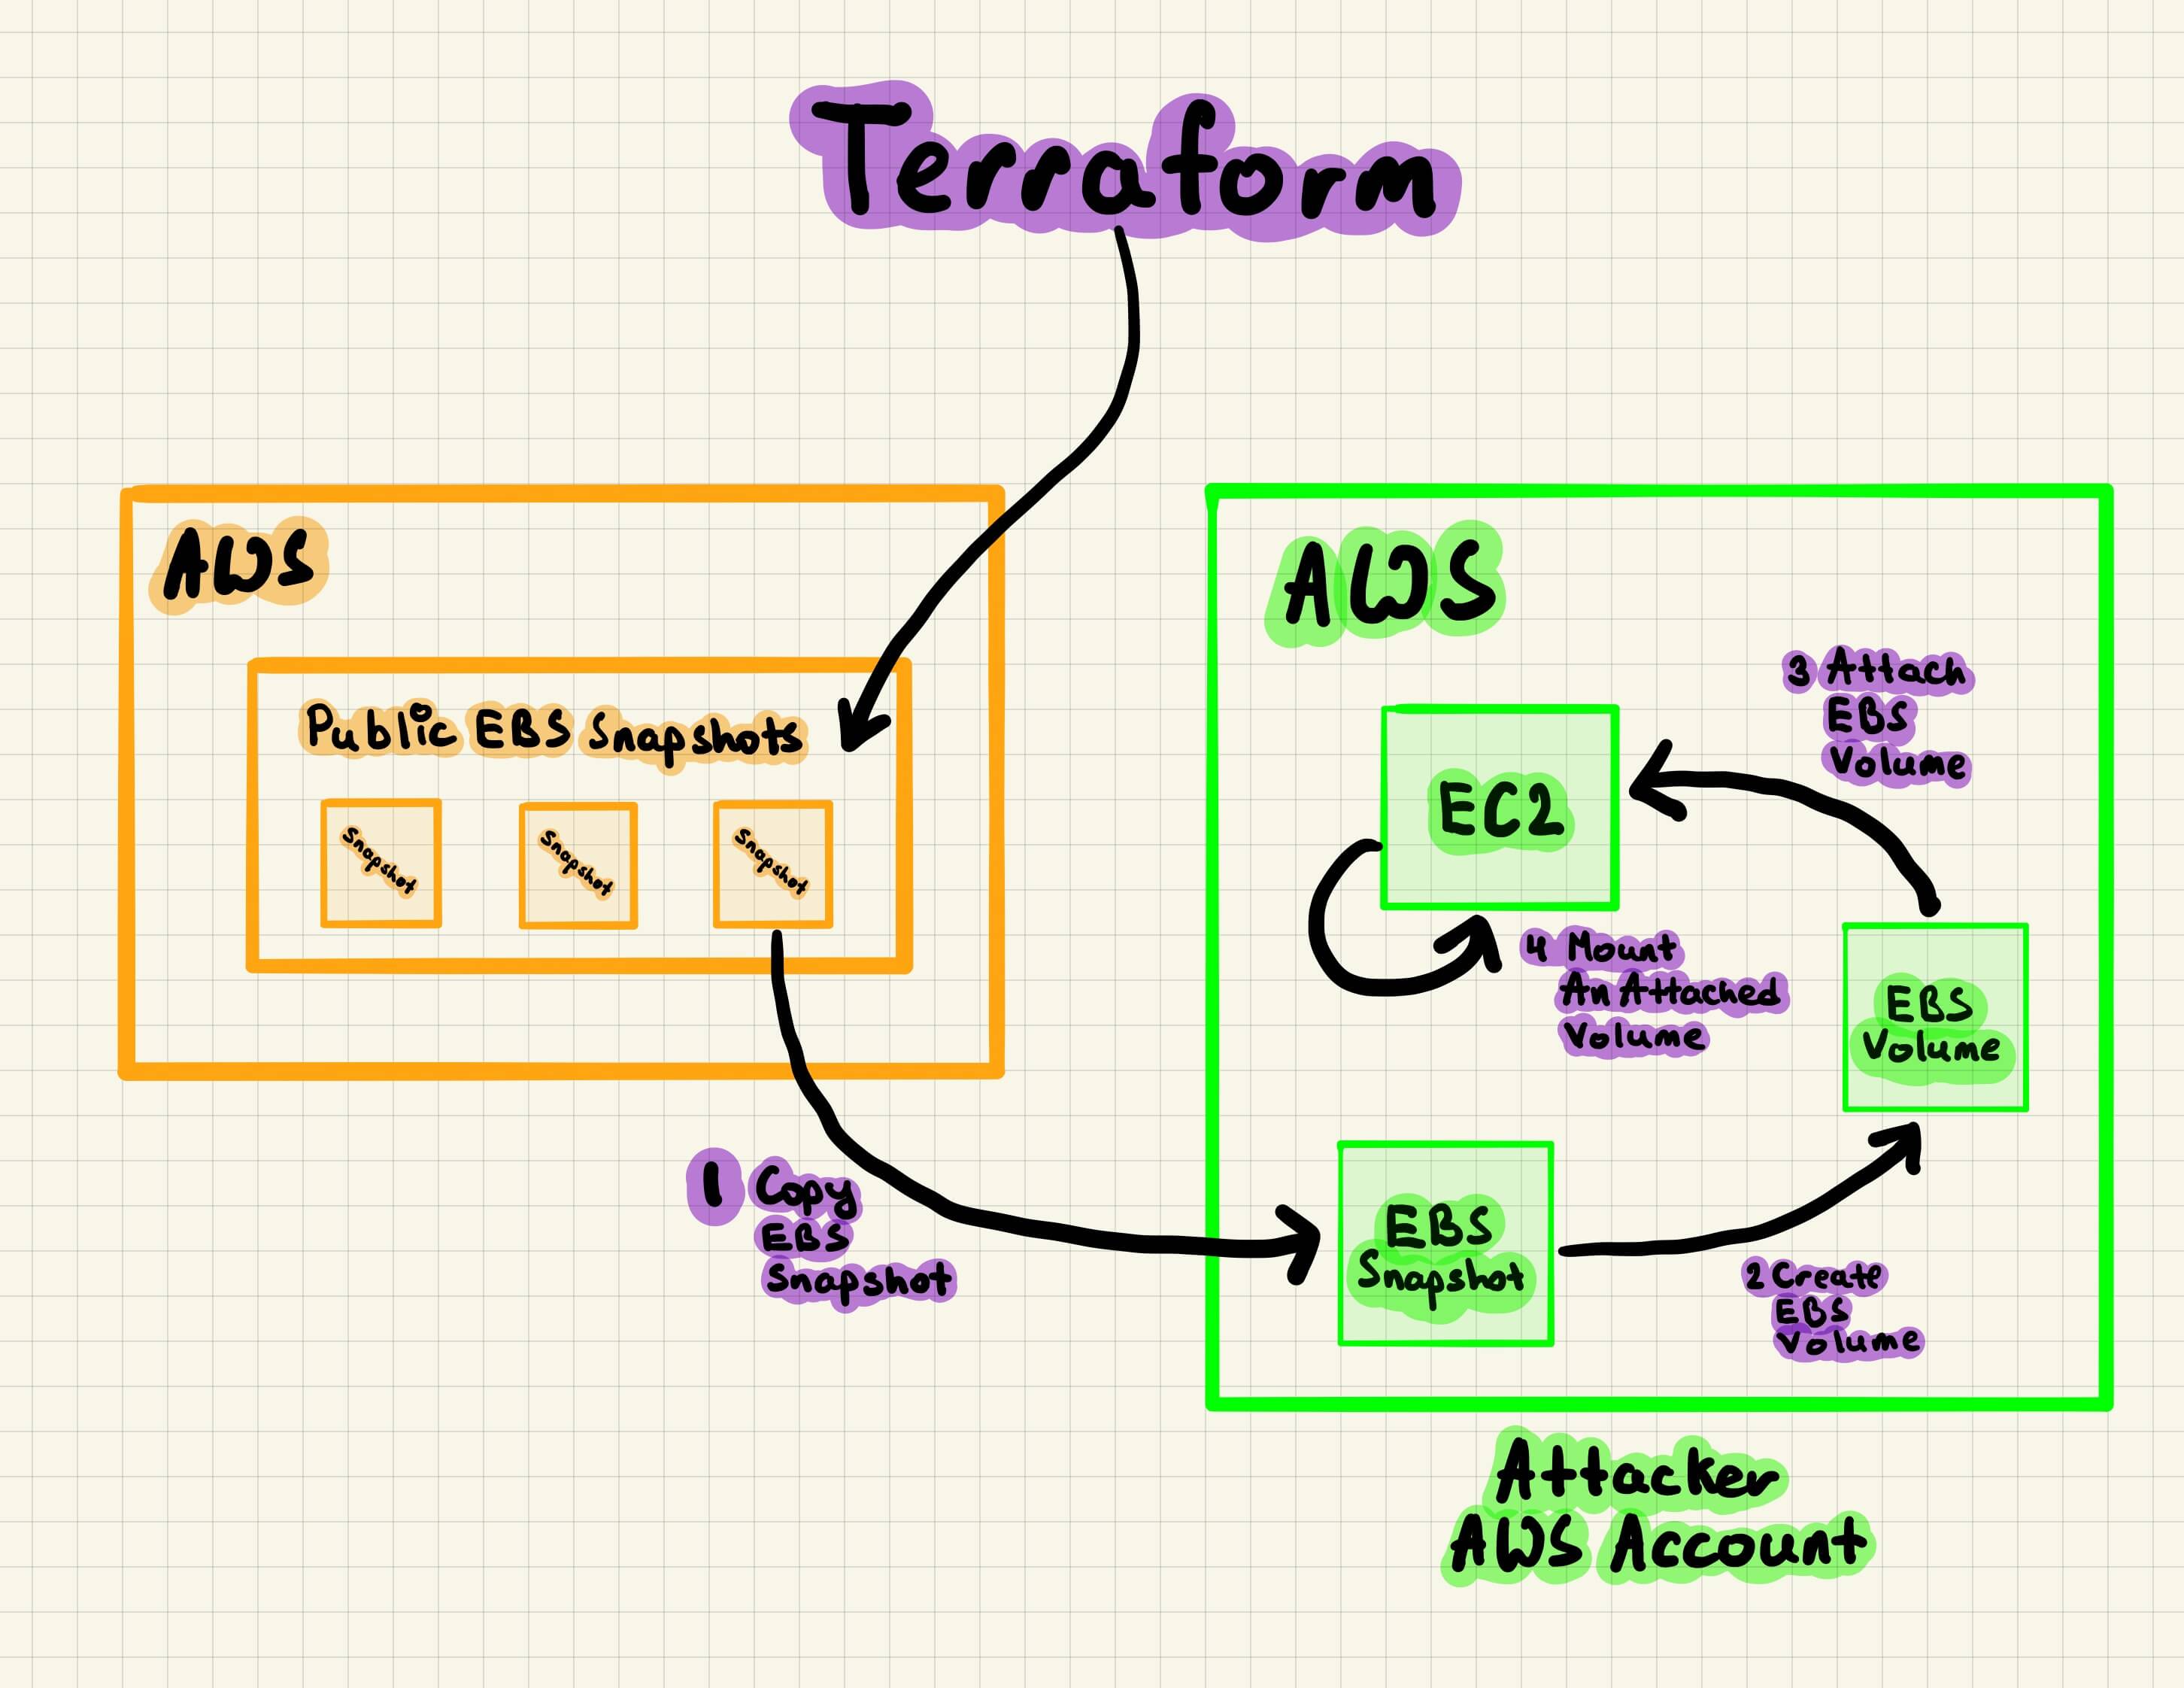 Terraform
AWS
Public EBS Snapshots
Snapshot
Snapshot
Snapshot
1 Copy
EBS
Snapshot
AWS
EC2
3 Attach
EBS
Volume
4 Mount
An Attached
Volume
EBS
Volume
EBS
Snapshot
2 Create
EBS
Volume
Attacker
AWS Account